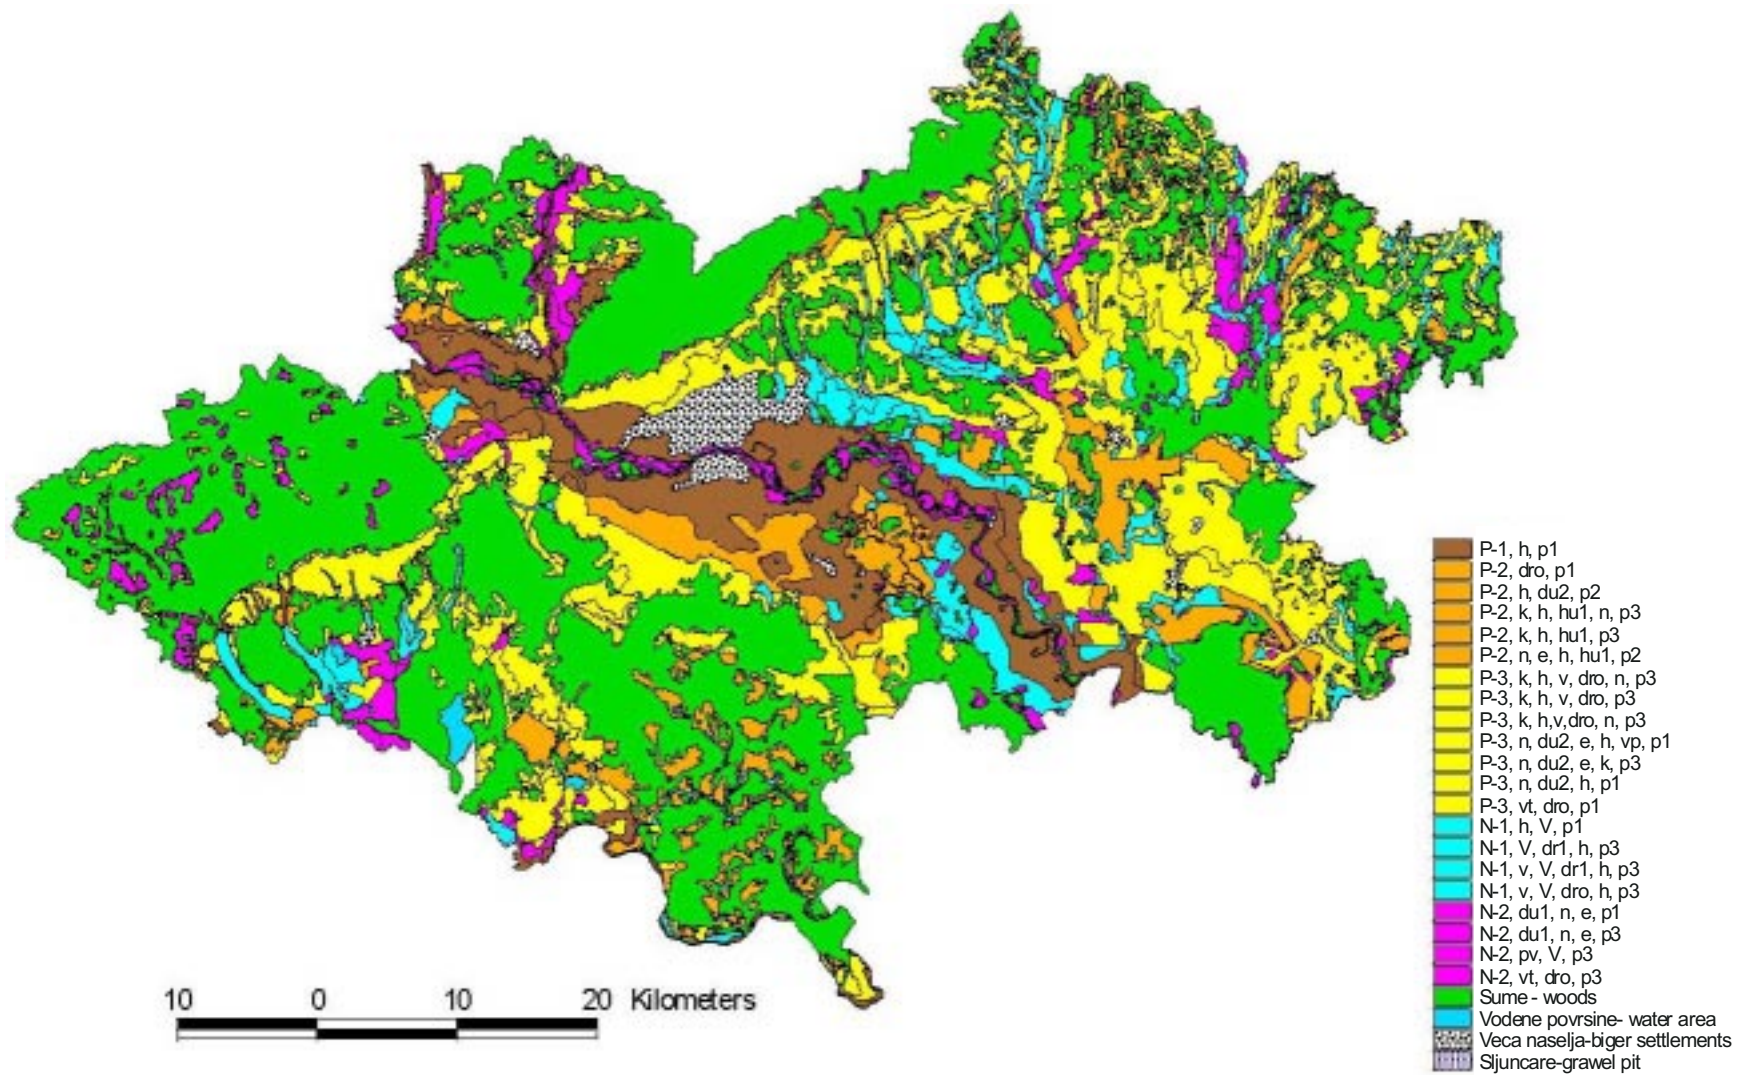 P-1, h, p1
P-2, dro, p1
P-2, h, du2, p2
P-2, k, h, hu1, n, p3
P-2, k, h, hu1, p3
P-2, n, e, h, hu1, p2
P-3, k, h, v, dro, n, p3
P-3, k, h, v, dro, p3
P-3, k, h,v,dro, n, p3
P-3, n, du2, e, h, vp, p1
P-3, n, du2, e, k, p3
P-3, n, du2, h, p1
P-3, vt, dro, p1
N-1, h, V, p1
N-1, V, dr1, h, p3
N-1, v, V, dr1, h, p3
N-1, v, V, dro, h, p3
N-2, du1, n, e, p1
N-2, du1, n, e, p3
N-2, pv, V, p3
N-2, vt, dro, p3
Sume - woods
Vodene povrsine- water area
Veca naselja-biger settlements
Sljuncare-grawel pit
10 0 10 20 Kilometers